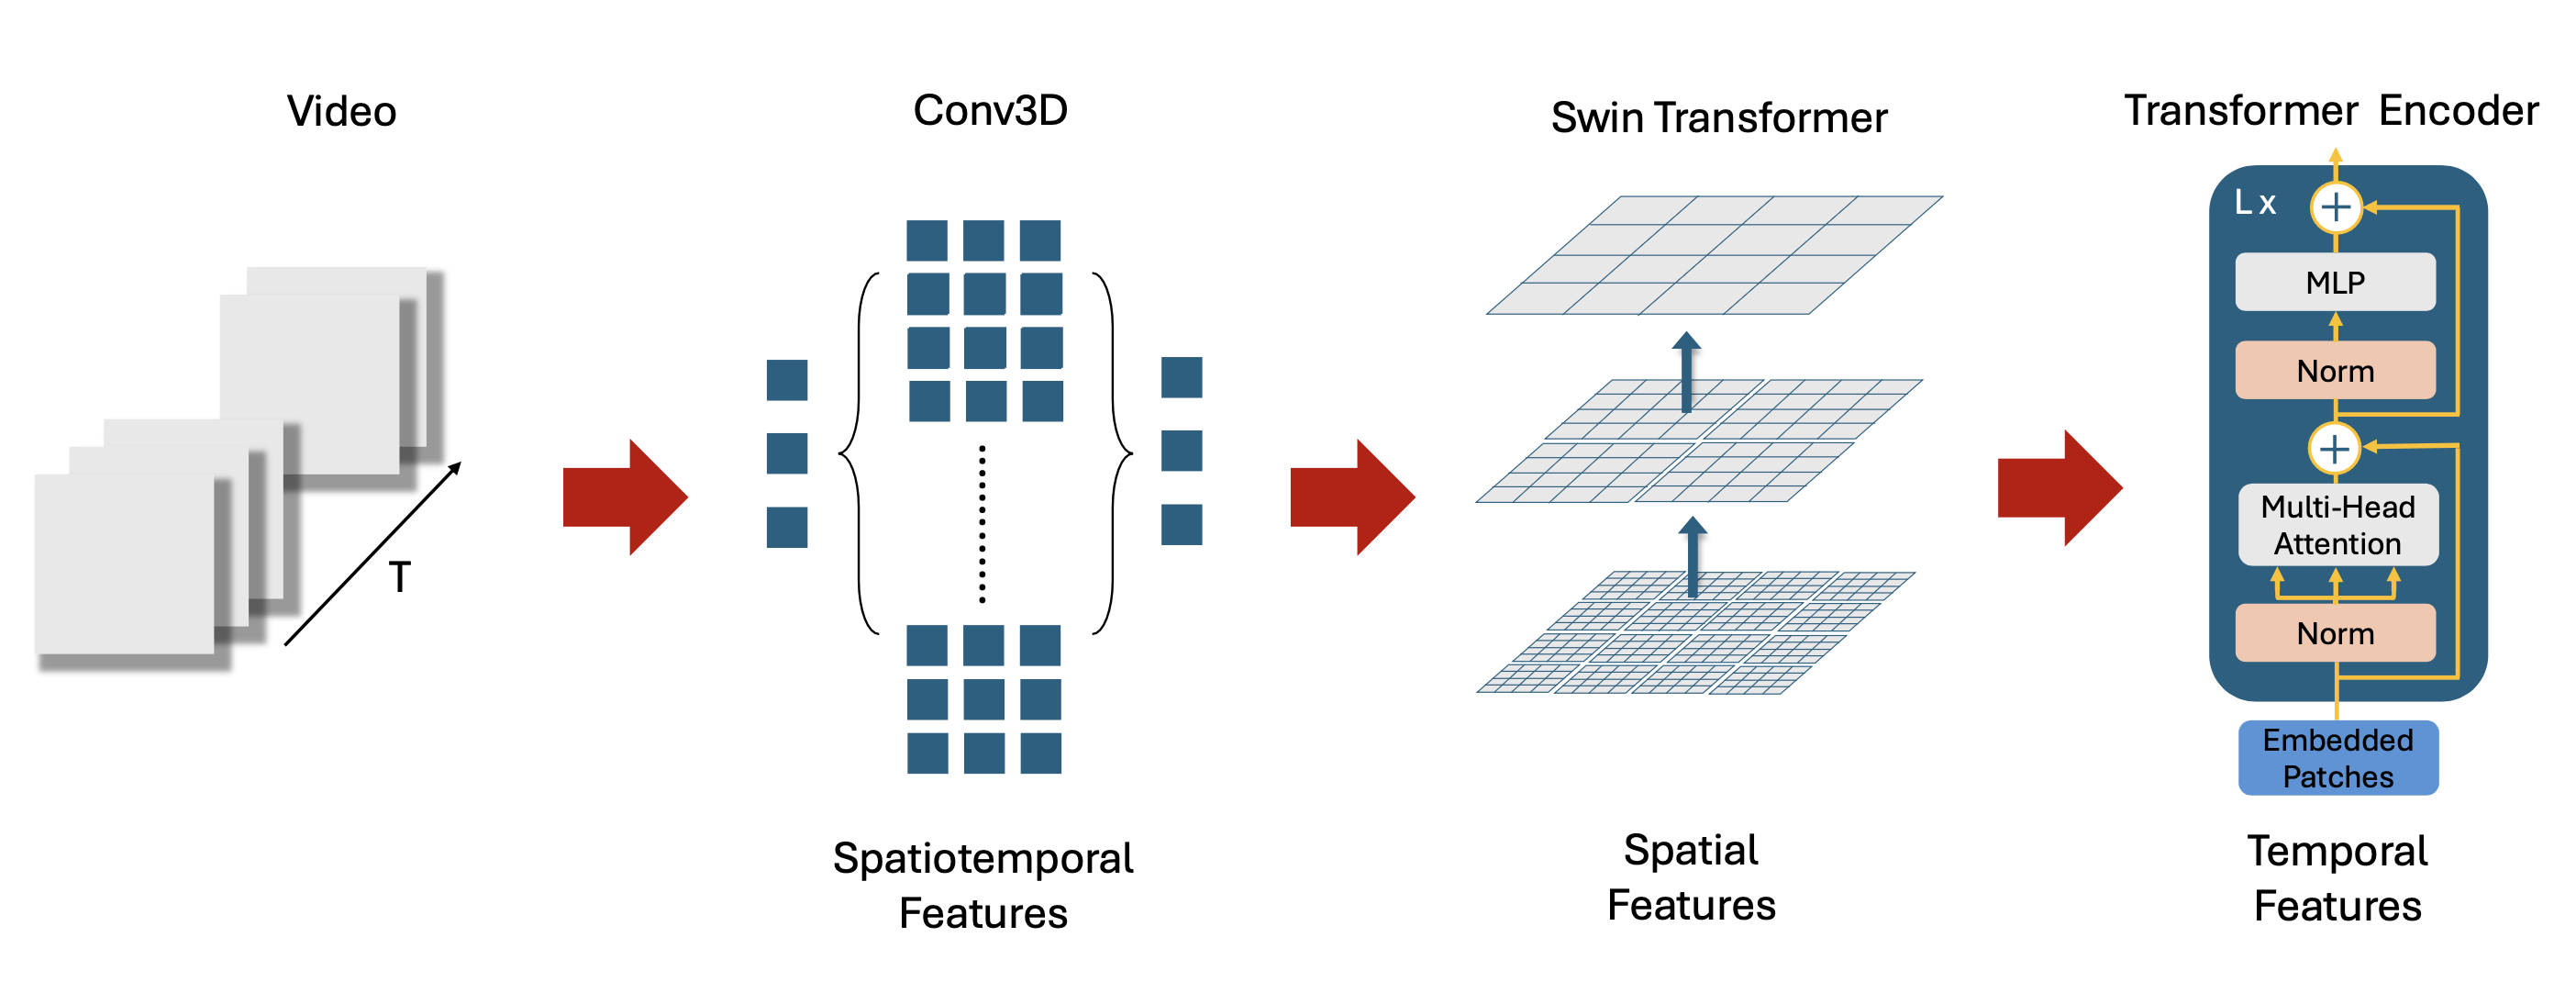 Video
T
Conv3D
Spatiotemporal
Features
Swin Transformer
Spatial
Features
Transformer Encoder
L x
MLP
Norm
Multi-Head
Attention
Norm
Embedded
Patches
Temporal
Features